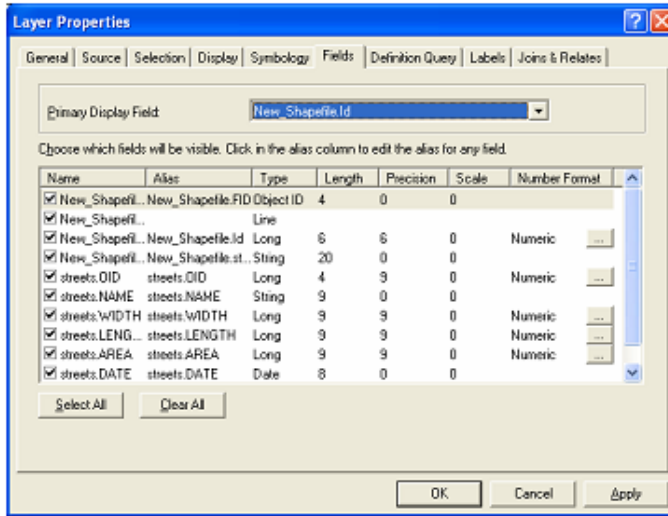 Layer Properties
General Source Selection Display Symbology Fields Definition Query Labels Joins & Relates
Primary Display Field: New_Shapefile.Id
Choose which fields will be visible. Click in the alias column to edit the alias for any field.
Name Alias Type Length Precision Scale Number Format
New_Shapefil... New_Shapefile.FID Object ID 4 0 0
New_Shapefil... Line
New_Shapefil... New_Shapefile.Id Long 6 6 0 Numeric ...
New_Shapefil... New_Shapefile.st... String 20 0 0
streets.OID streets.OID Long 4 9 0 Numeric ...
streets.NAME streets.NAME String 9 0 0
streets.WIDTH streets.WIDTH Long 9 9 0 Numeric ...
streets.LENG... streets.LENGTH Long 9 9 0 Numeric ...
streets.AREA streets.AREA Long 9 9 0 Numeric ...
streets.DATE streets.DATE Date 8 0 0
Select All Clear All
OK Cancel Apply